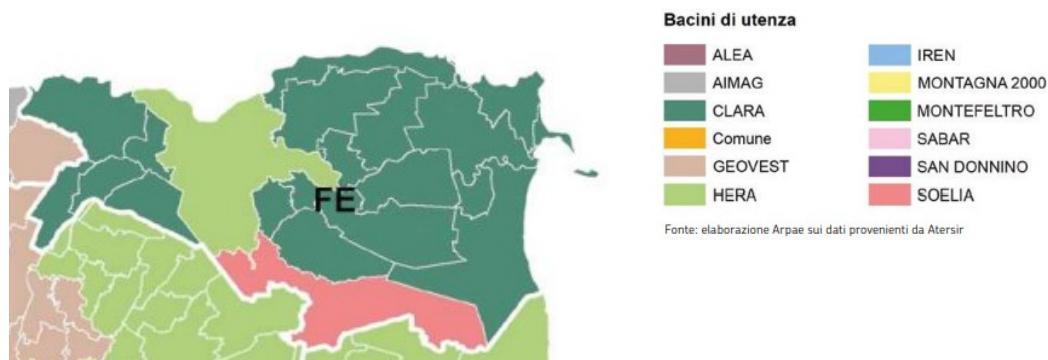 Bacini di utenza
ALEA
AIMAG
CLARA
Comune
GEOVEST
HERA
IREN
MONTAGNA 2000
MONTEFELTRO
SABAR
SAN DONNINO
SOELIA
Fonte: elaborazione Arpae sui dati provenienti da Atersir
FE